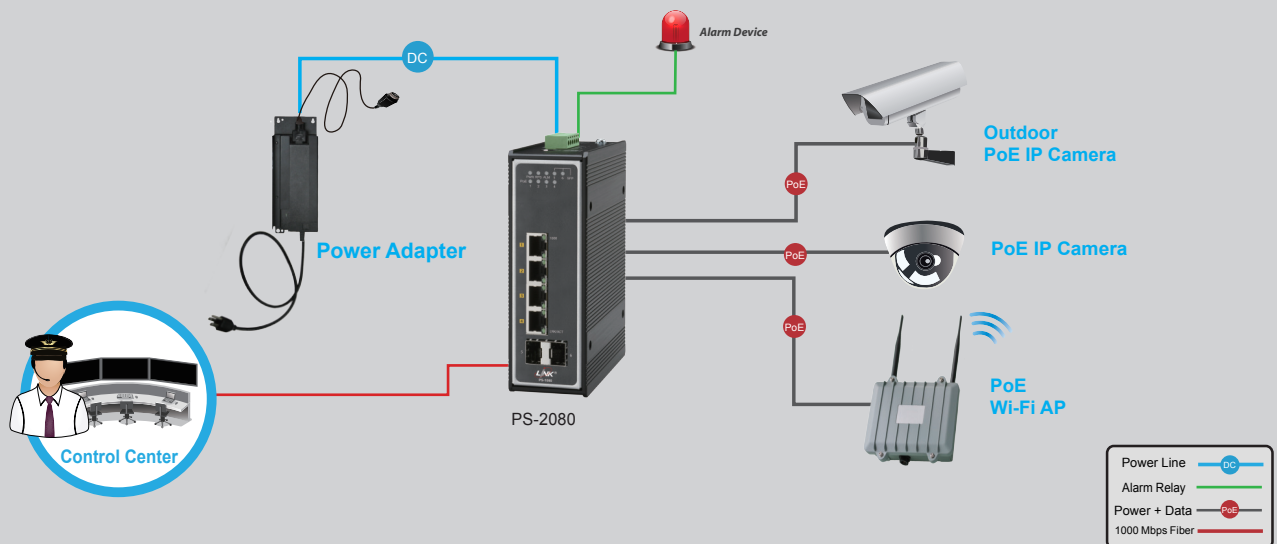 Alarm Device
DC
Outdoor
PoE IP Camera
PoE
Power Adapter
PoE
PoE IP Camera
PoE
LINK
PS-2080
PoE
Wi-Fi AP
Control Center
Power Line
DC
Alarm Relay
Power + Data
PoE
1000 Mbps Fiber